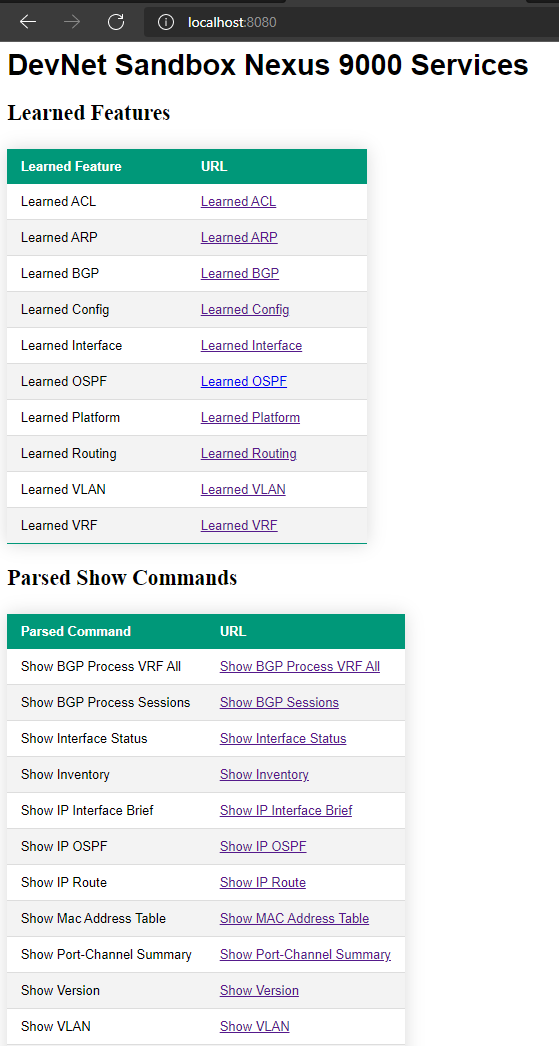 localhost:8080
DevNet Sandbox Nexus 9000 Services
Learned Features
Learned Feature URL
Learned ACL Learned ACL
Learned ARP Learned ARP
Learned BGP Learned BGP
Learned Config Learned Config
Learned Interface Learned Interface
Learned OSPF Learned OSPF
Learned Platform Learned Platform
Learned Routing Learned Routing
Learned VLAN Learned VLAN
Learned VRF Learned VRF
Parsed Show Commands
Parsed Command URL
Show BGP Process VRF All Show BGP Process VRF All
Show BGP Process Sessions Show BGP Sessions
Show Interface Status Show Interface Status
Show Inventory Show Inventory
Show IP Interface Brief Show IP Interface Brief
Show IP OSPF Show IP OSPF
Show IP Route Show IP Route
Show Mac Address Table Show MAC Address Table
Show Port-Channel Summary Show Port-Channel Summary
Show Version Show Version
Show VLAN Show VLAN